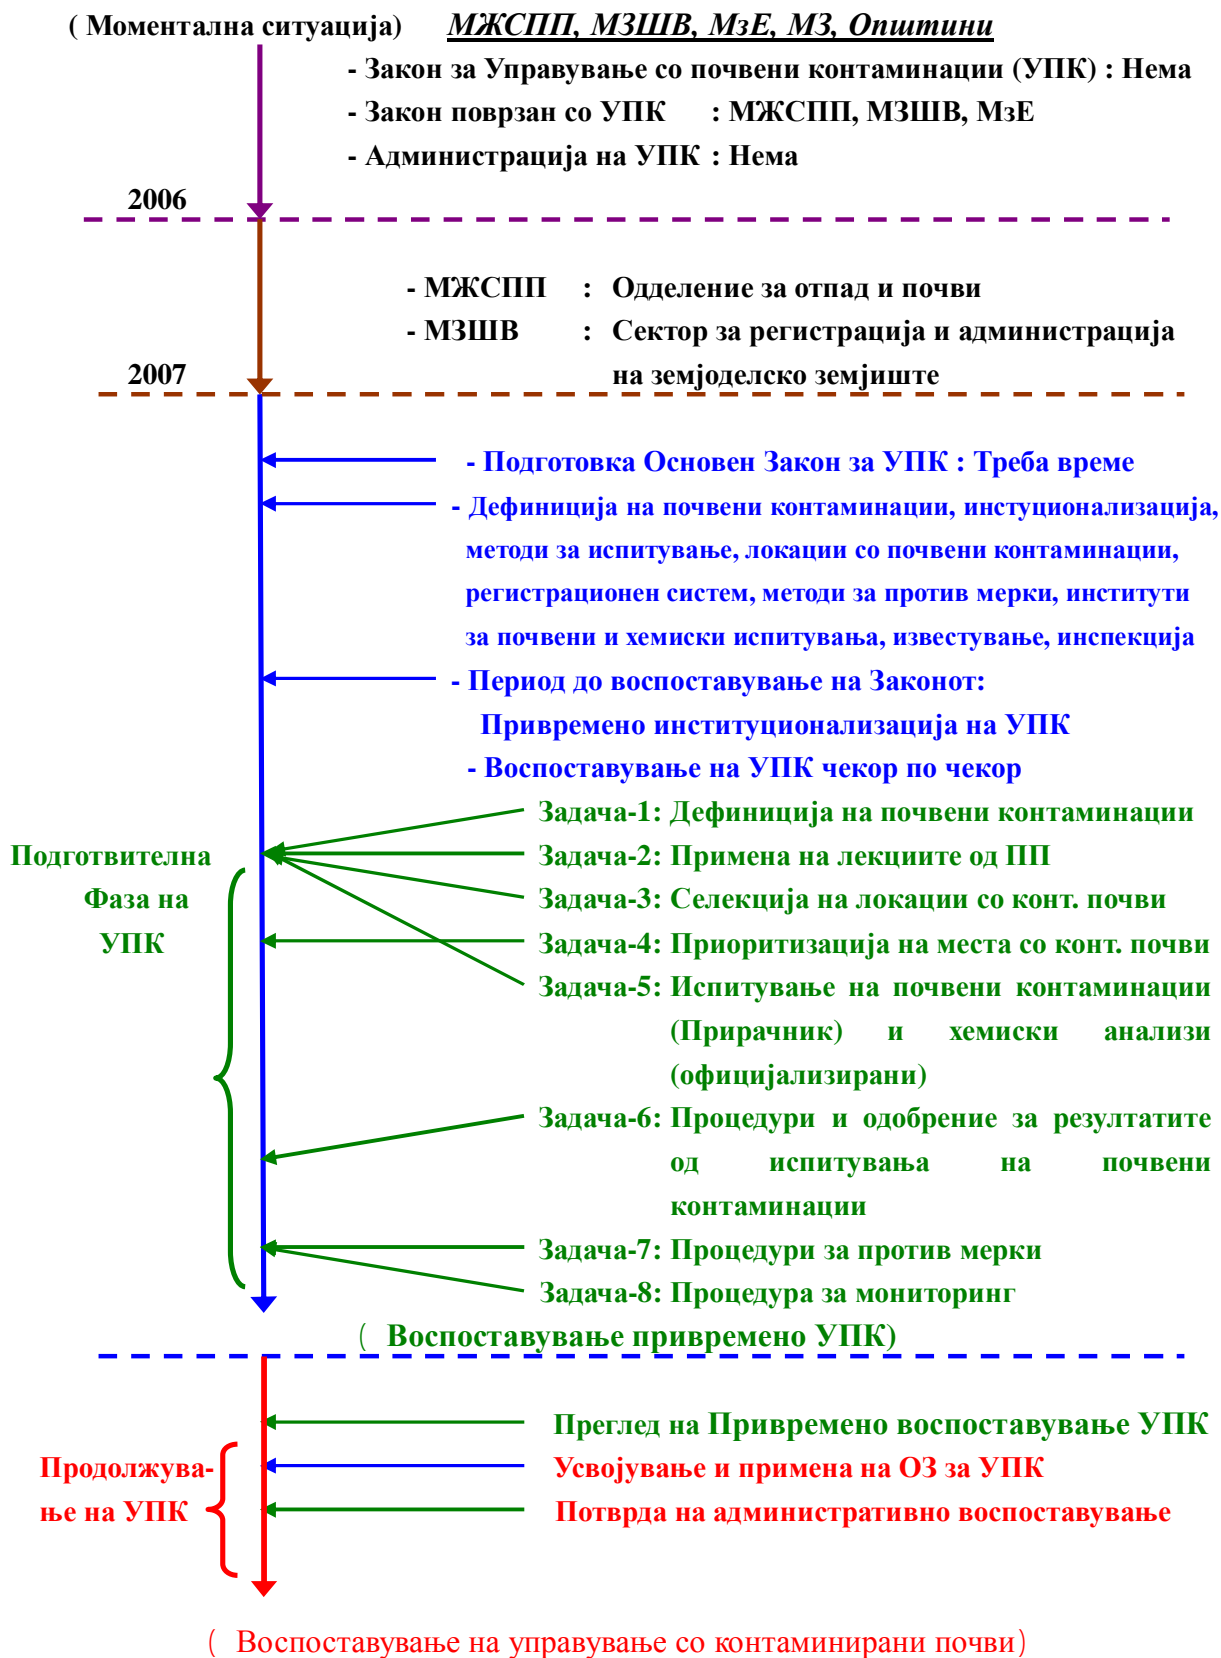 ( Моментална ситуација) МЖСПП, МЗШВ, МзЕ, МЗ, Општини
- Закон за Управување со почвени контаминации (УПК) : Нема
- Закон поврзан со УПК : МЖСПП, МЗШВ, МзЕ
- Администрација на УПК : Нема
2006
- МЖСПП : Одделение за отпад и почви
- МЗШВ : Сектор за регистрација и администрација
на земјоделско земјиште
2007
- Подготовка Основен Закон за УПК : Треба време
- Дефиниција на почвени контаминации, инстуционализација,
методи за испитување, локации со почвени контаминации,
регистрационен систем, методи за против мерки, институти
за почвени и хемиски испитувања, известување, инспекција
- Период до воспоставување на Законот:
Привремено институционализација на УПК
- Воспоставување на УПК чекор по чекор
Задача-1: Дефиниција на почвени контаминации
Подготвителна
Фаза на
УПК
Задача-2: Примена на лекциите од ПП
Задача-3: Селекција на локации со конт. почви
Задача-4: Приоритизација на места со конт. почви
Задача-5: Испитување на почвени контаминации
(Прирачник) и хемиски анализи
(официјализирани)
Задача-6: Процедури и одобрение за резултатите
од испитувања на почвени
контаминации
Задача-7: Процедури за против мерки
Задача-8: Процедура за мониторинг
( Воспоставување привремено УПК)
Преглед на Привремено воспоставување УПК
Продолжува-
ње на УПК
Усвојување и примена на ОЗ за УПК
Потврда на административно воспоставување
( Воспоставување на управување со контаминирани почви)